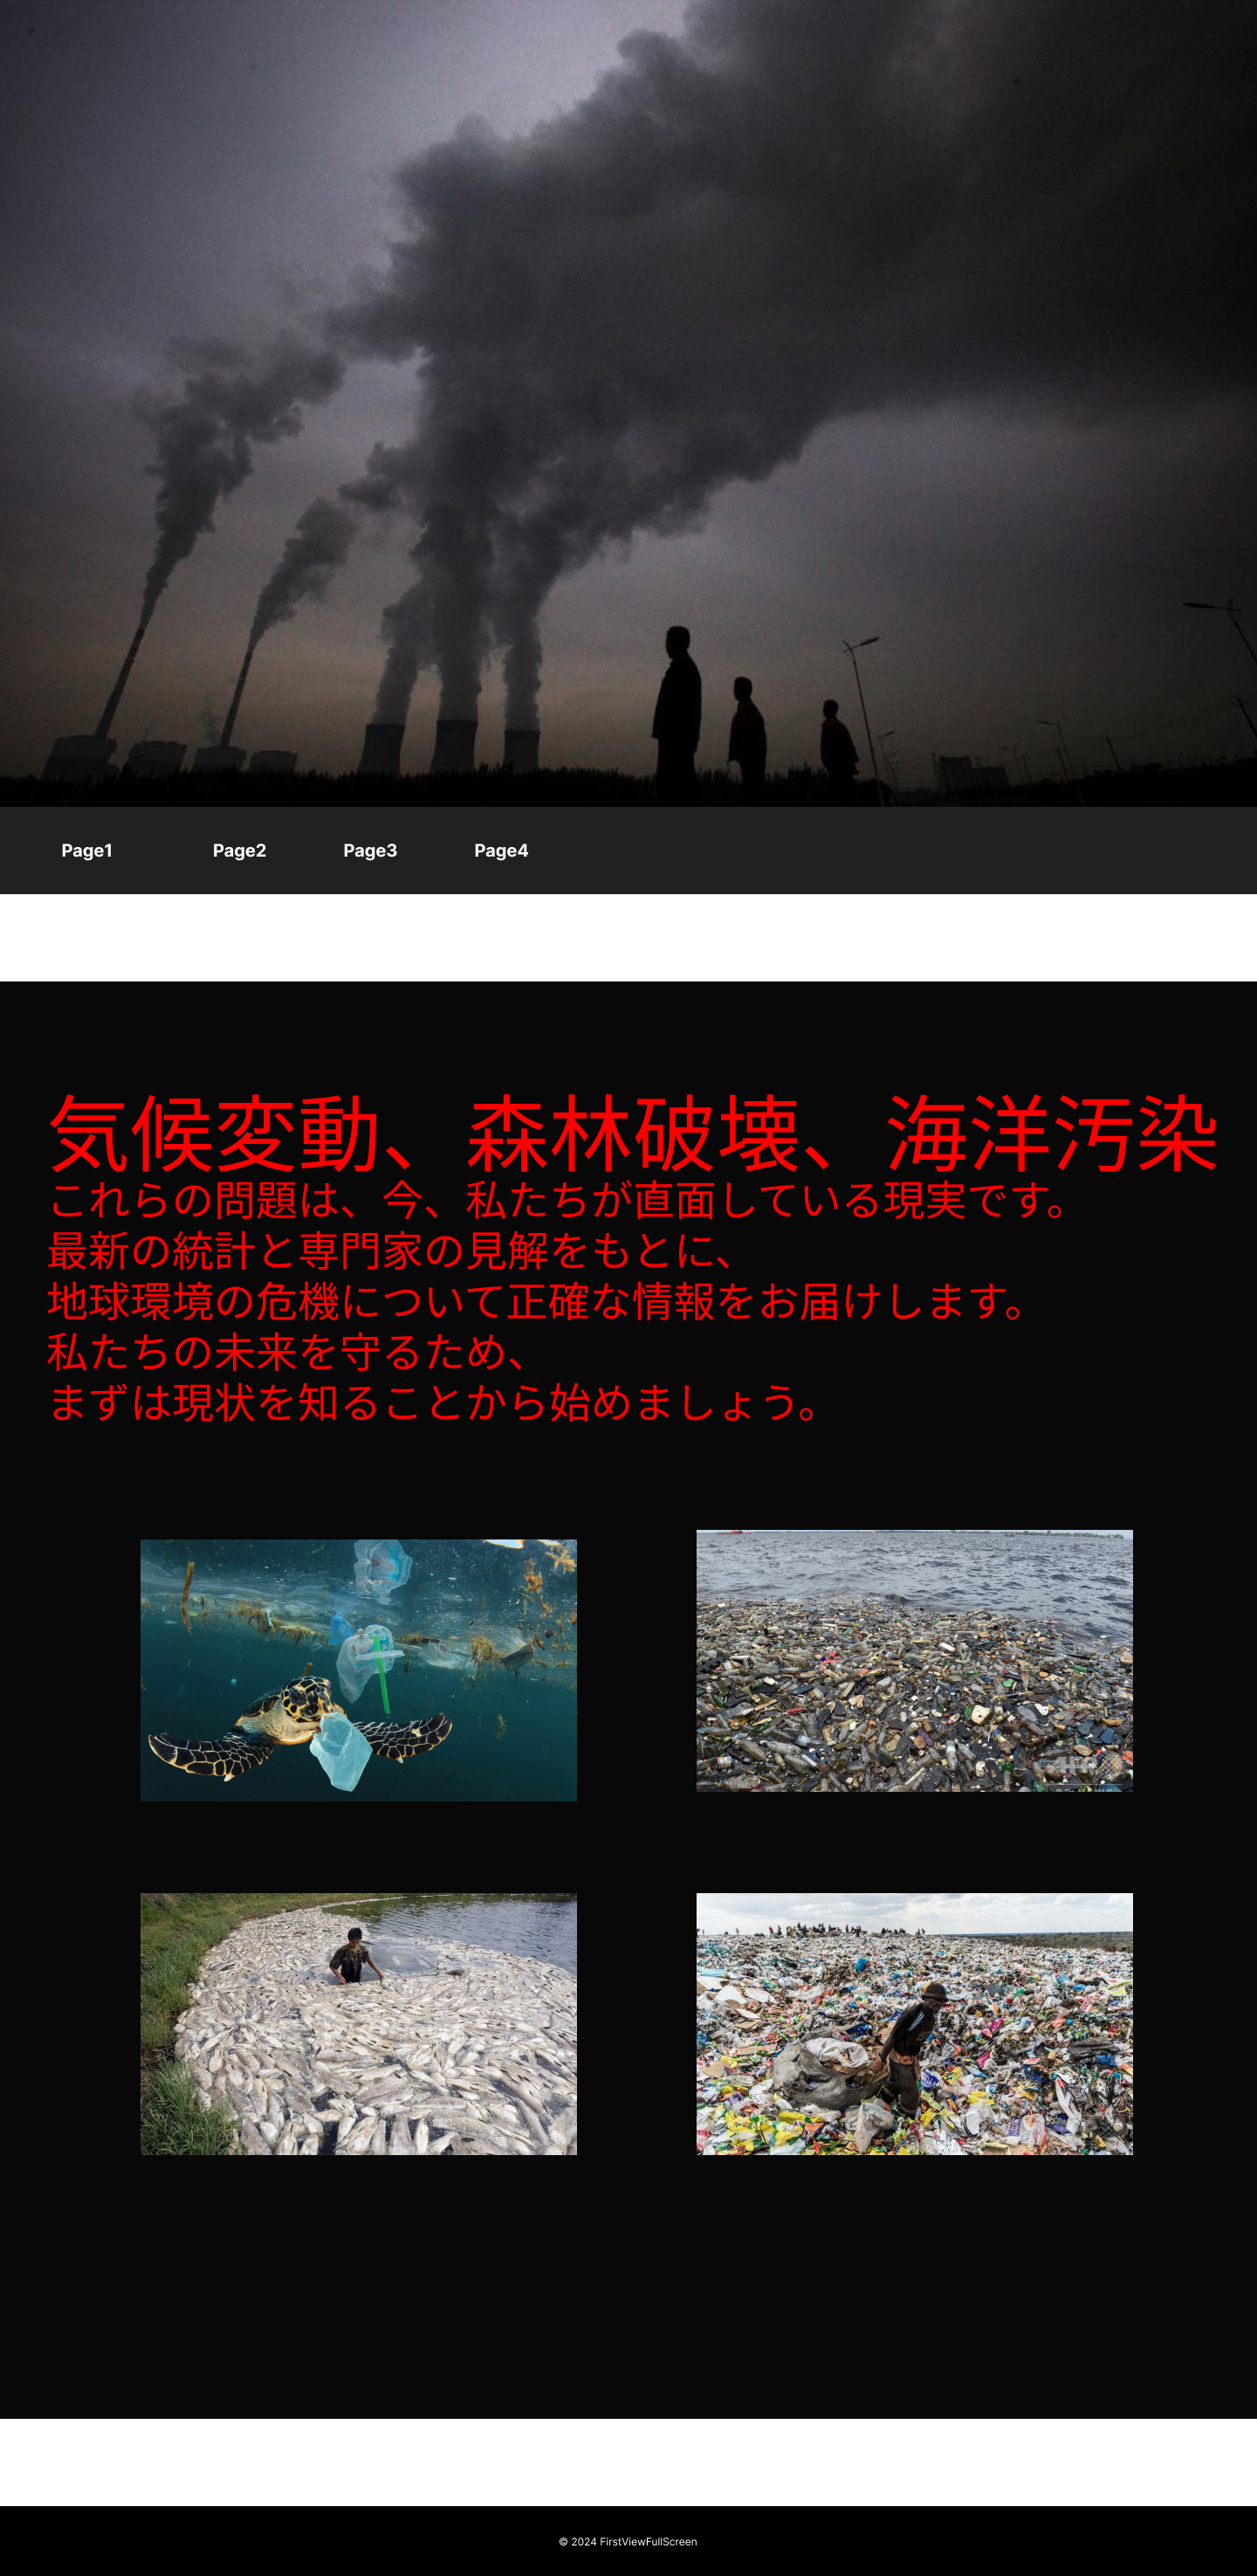 Page1 Page2 Page3 Page4
気候変動、森林破壊、海洋汚染
これらの問題は、今、私たちが直面している現実です。
最新の統計と専門家の見解をもとに、
地球環境の危機について正確な情報をお届けします。
私たちの未来を守るため、
まずは現状を知ることから始めましょう。
© 2024 FirstViewFullScreen